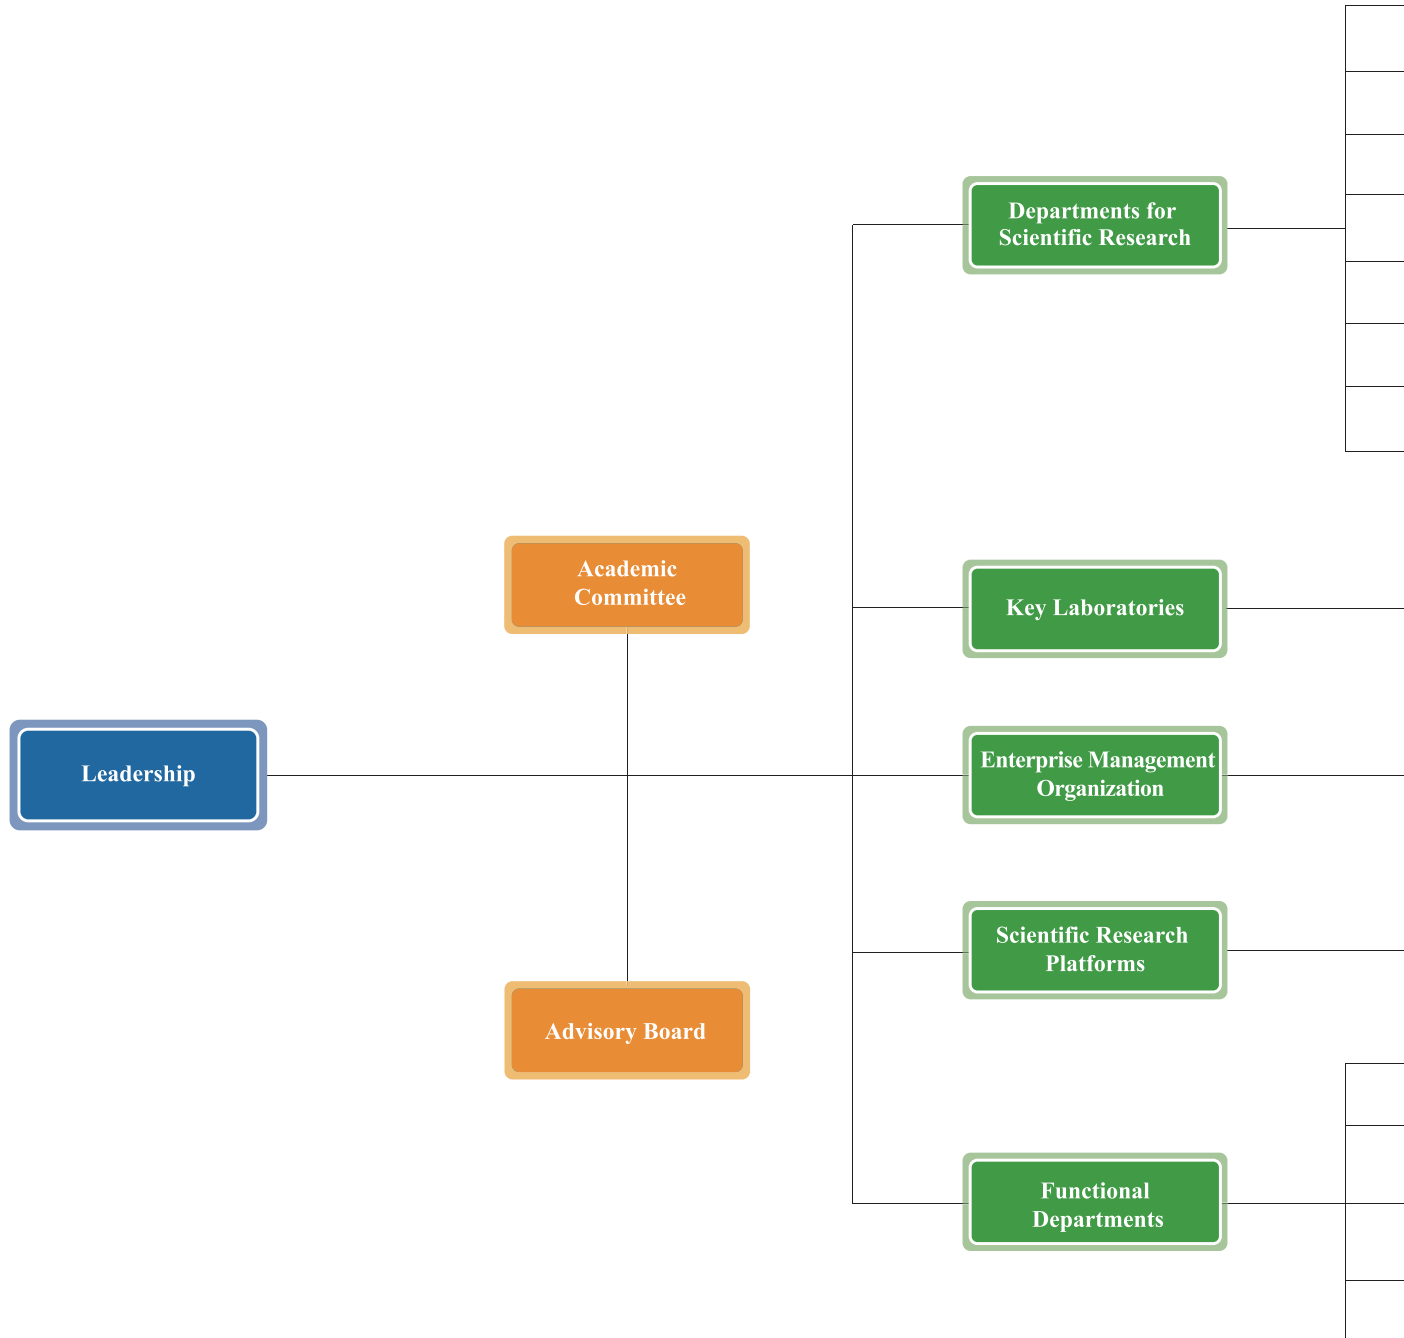 Leadership
Academic
Committee
Advisory Board
Departments for
Scientific Research
Key Laboratories
Enterprise Management
Organization
Scientific Research
Platforms
Functional
Departments